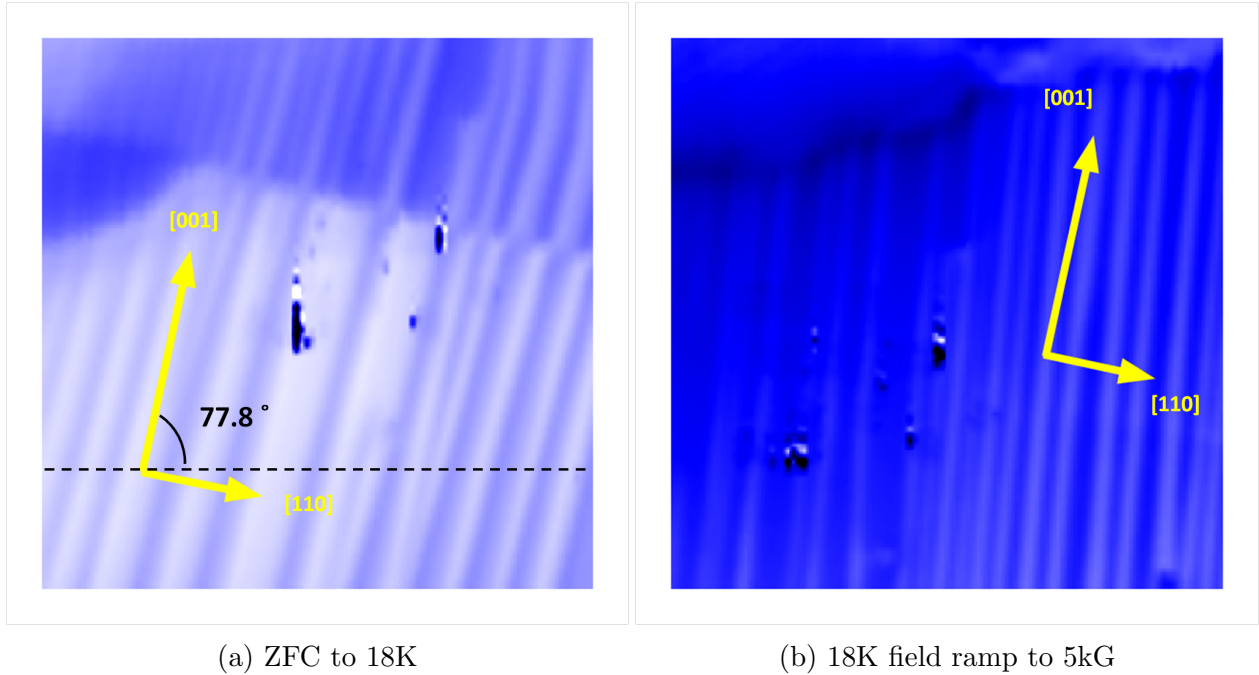 [001]
77.8 °
[110]
(a) ZFC to 18K
[001]
[110]
(b) 18K field ramp to 5kG